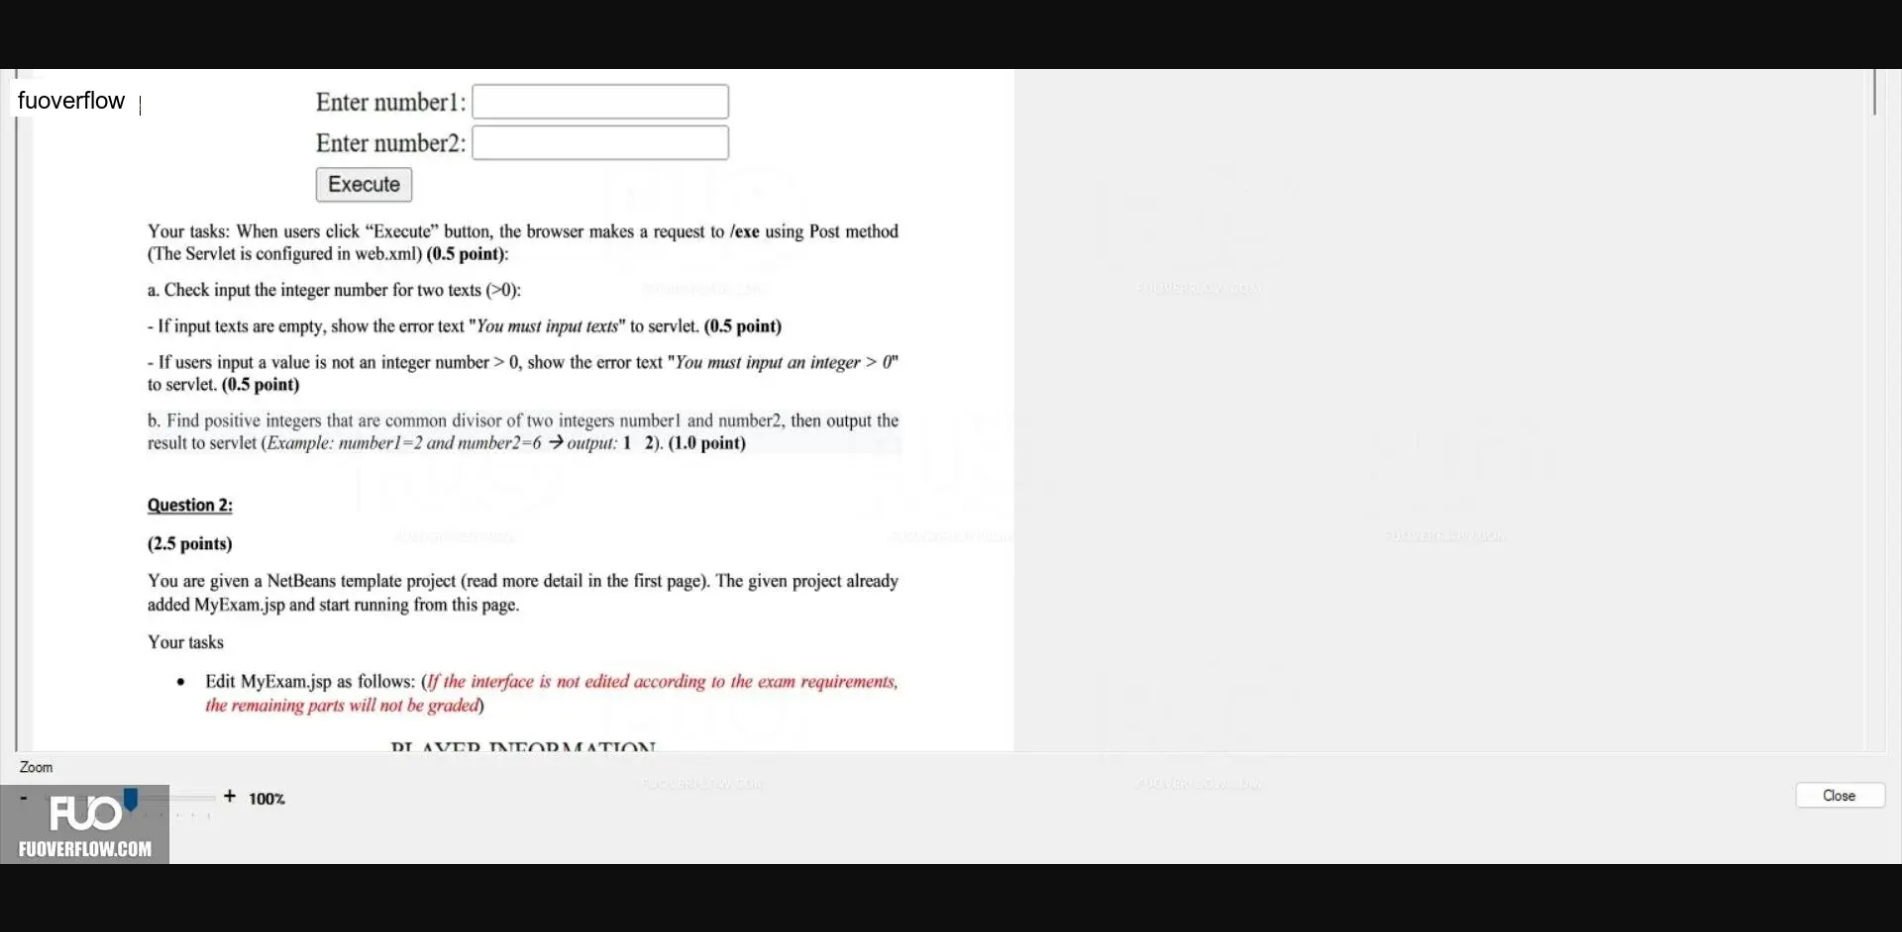 fuoverflow
Enter number1:
Enter number2:
Execute
Your tasks: When users click “Execute” button, the browser makes a request to /exe using Post method
(The Servlet is configured in web.xml) (0.5 point):
a. Check input the integer number for two texts (>0):
- If input texts are empty, show the error text "You must input texts" to servlet. (0.5 point)
- If users input a value is not an integer number > 0, show the error text "You must input an integer > 0"
to servlet. (0.5 point)
b. Find positive integers that are common divisor of two integers number1 and number2, then output the
result to servlet (Example: number1=2 and number2=6 → output: 1 2). (1.0 point)
Question 2:
(2.5 points)
You are given a NetBeans template project (read more detail in the first page). The given project already
added MyExam.jsp and start running from this page.
Your tasks
• Edit MyExam.jsp as follows: (If the interface is not edited according to the exam requirements,
the remaining parts will not be graded)
PLAYER INFORMATION
Zoom
- + 100%
Close
FUO
FUOVERFLOW.COM